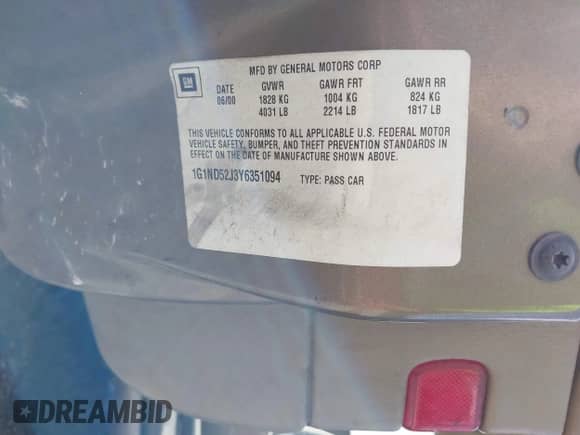 MFD BY GENERAL MOTORS CORP
GM
DATE GVWR GAWR FRT GAWR RR
06/00 1828 KG 1004 KG 824 KG
4031 LB 2214 LB 1817 LB
THIS VEHICLE CONFORMS TO ALL APPLICABLE U.S. FEDERAL MOTOR
VEHICLE SAFETY, BUMPER, AND THEFT PREVENTION STANDARDS IN
EFFECT ON THE DATE OF MANUFACTURE SHOWN ABOVE.
1G1ND52J3Y6351094 TYPE: PASS CAR
DREAMBID